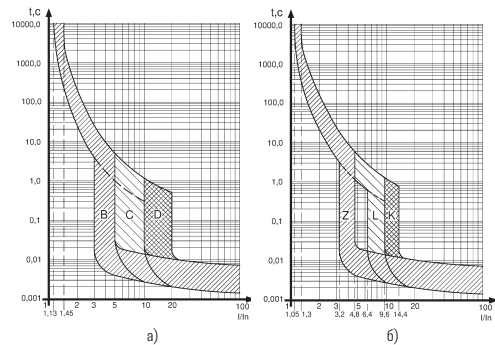 t,c
10000,0
1000,0
100,0
10,0
1,0
0,1
0,01
0,001
B C D
1 2 3 5 10 20 100
1,13 1,45 I/In
а)
t,c
10000,0
1000,0
100,0
10,0
1,0
0,1
0,01
0,001
Z L K
1 2 3 5 10 20 100
1,05 1,3 3,2 4,8 6,4 9,6 14,4 I/In
б)